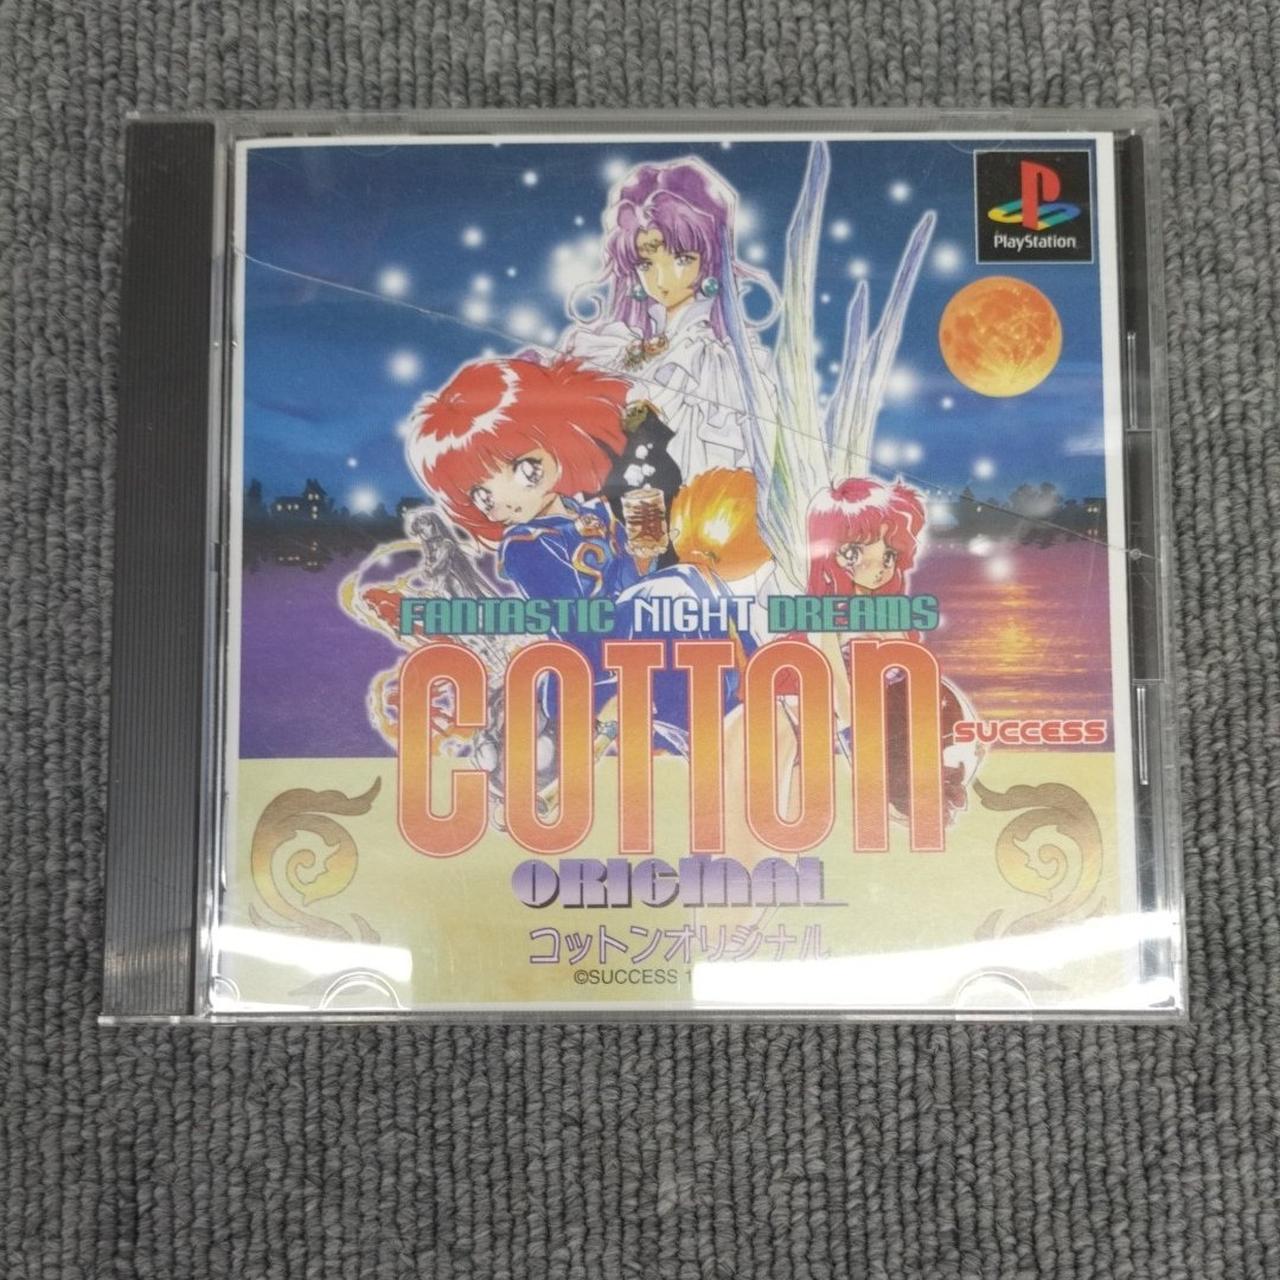 PlayStation
FANTASTIC NIGHT DREAMS
COTTON
SUCCESS
ORIGINAL
コットンオリジナル
©SUCCESS